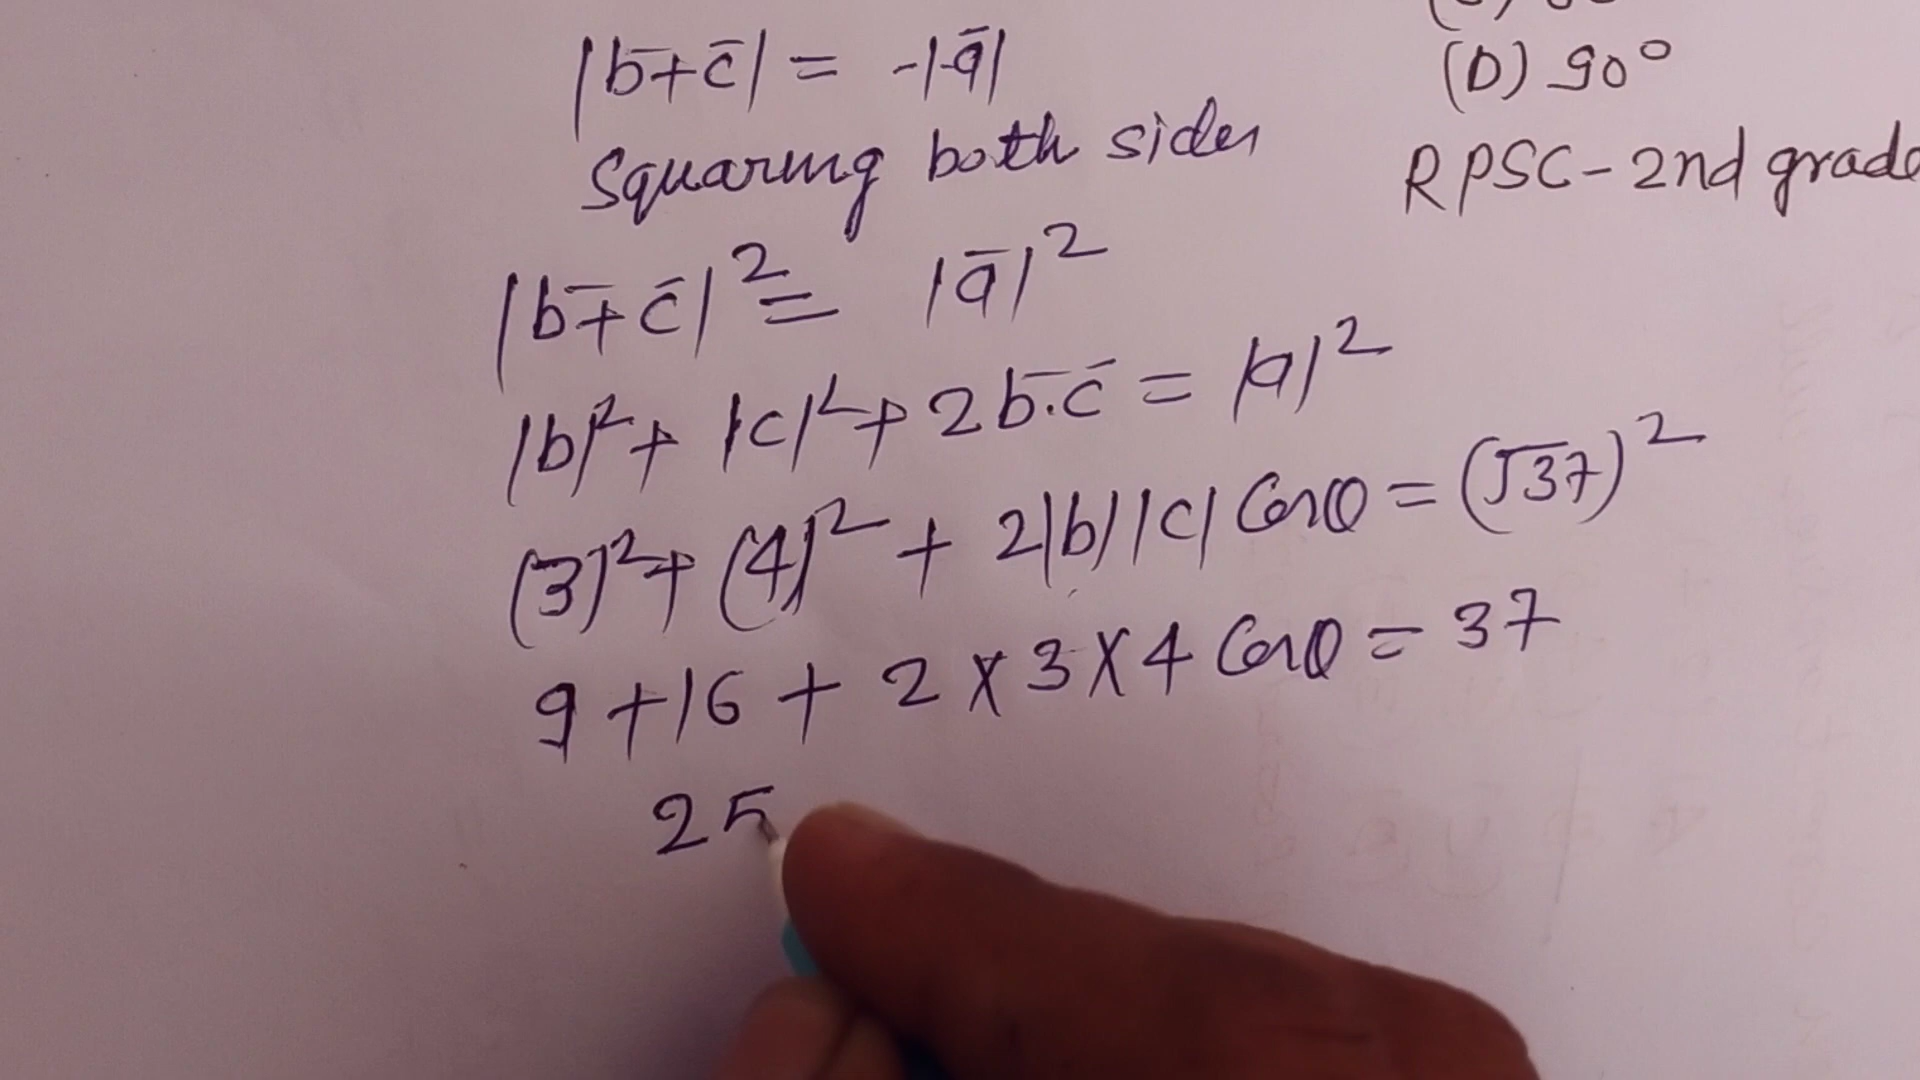 |b̄+c̄| = -|-ā|
(D) 90°
Squaring both sides
RPSC-2nd grade
|b̄+c̄|² = |ā|²
|b|²+ |c|²+ 2b̄.c̄ = |a|²
(3)²+ (4)² + 2|b||c| Cosθ = (√37)²
9+16 + 2 X 3 X 4 Cosθ = 37
25